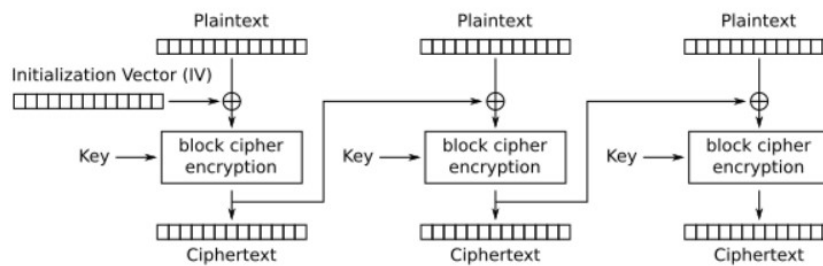 Plaintext
Plaintext
Plaintext
Initialization Vector (IV)
Key
block cipher
encryption
Key
block cipher
encryption
Key
block cipher
encryption
Ciphertext
Ciphertext
Ciphertext